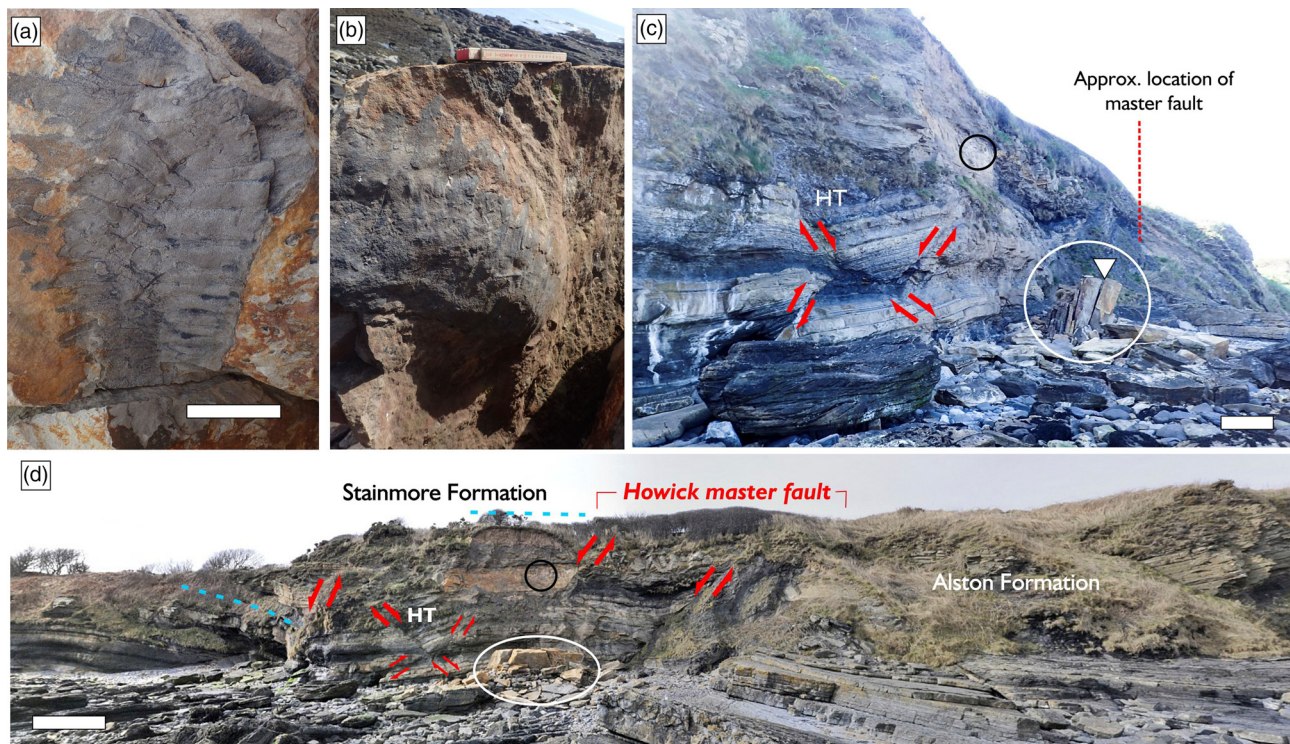 (a)
(b)
(c)
Approx. location of
master fault
HT
(d)
Stainmore Formation
Howick master fault
HT
Alston Formation